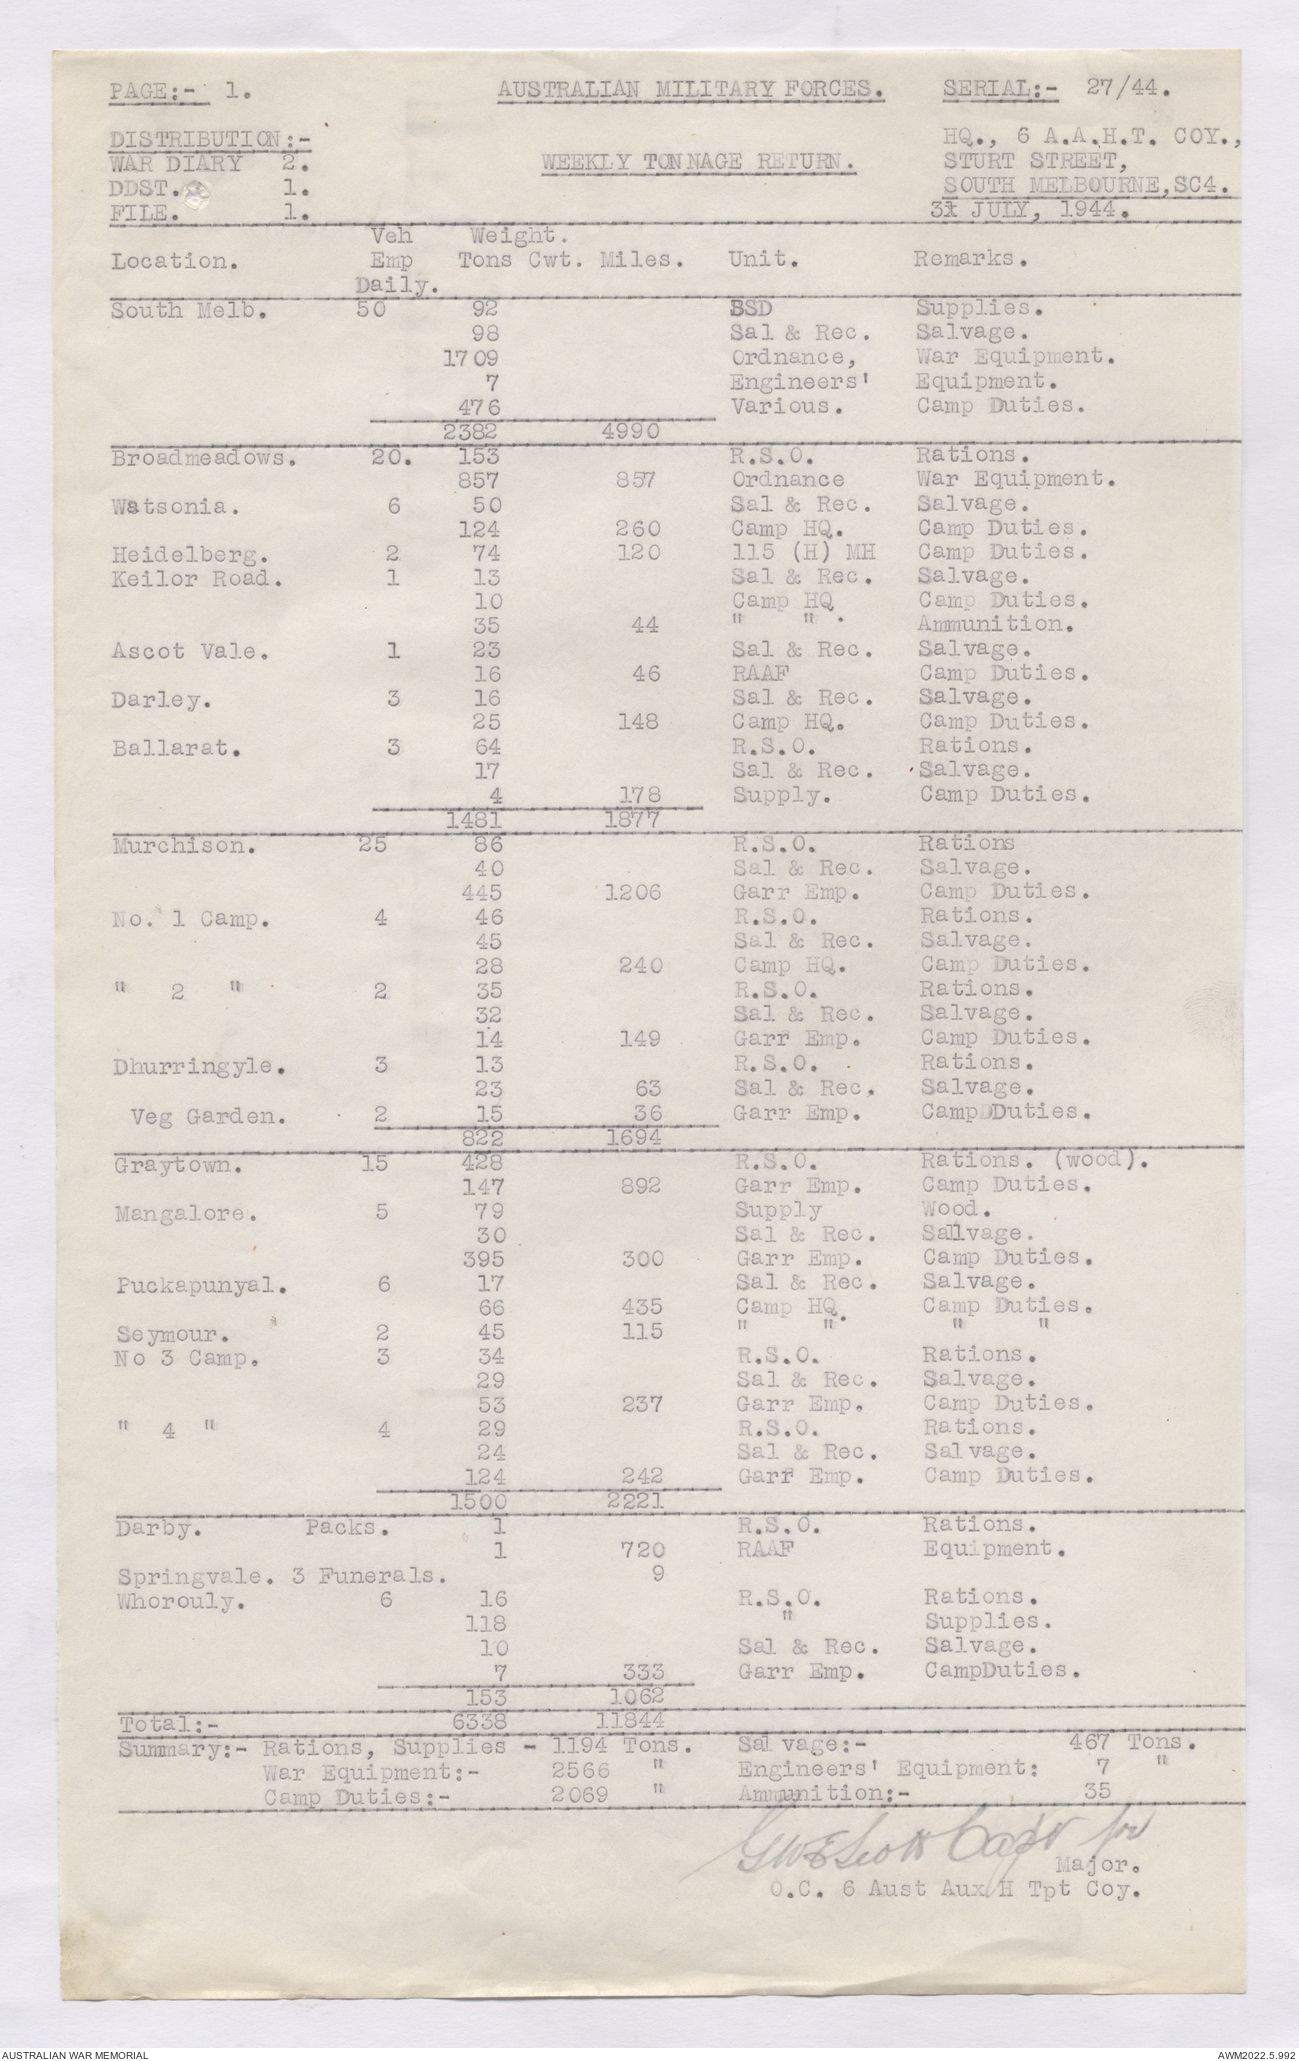 PAGE:- 1. AUSTRALIAN MILITARY FORCES. SERIAL:- 27/44.
DISTRIBUTION:- HQ., 6 A.A.H.T. COY.,
WAR DIARY 2. WEEKLY TONNAGE RETURN. STURT STREET,
DDST. 1. SOUTH MELBOURNE,SC4.
FILE. 1. 31 JULY, 1944.
Veh Weight.
Location. Emp Tons Cwt. Miles. Unit. Remarks.
Daily.
South Melb. 50 92 BSD Supplies.
98 Sal & Rec. Salvage.
1709 Ordnance, War Equipment.
7 Engineers' Equipment.
476 Various. Camp Duties.
2382 4990
Broadmeadows. 20. 153 R.S.O. Rations.
857 857 Ordnance War Equipment.
Watsonia. 6 50 Sal & Rec. Salvage.
124 260 Camp HQ. Camp Duties.
Heidelberg. 2 74 120 115 (H) MH Camp Duties.
Keilor Road. 1 13 Sal & Rec. Salvage.
10 Camp HQ Camp Duties.
35 44 " " . Ammunition.
Ascot Vale. 1 23 Sal & Rec. Salvage.
16 46 RAAF Camp Duties.
Darley. 3 16 Sal & Rec. Salvage.
25 148 Camp HQ. Camp Duties.
Ballarat. 3 64 R.S.O. Rations.
17 Sal & Rec. Salvage.
4 178 Supply. Camp Duties.
1481 1877
Murchison. 25 86 R.S.O. Rations
40 Sal & Rec. Salvage.
445 1206 Garr Emp. Camp Duties.
No. 1 Camp. 4 46 R.S.O. Rations.
45 Sal & Rec. Salvage.
28 240 Camp HQ. Camp Duties.
" 2 " 2 35 R.S.O. Rations.
32 Sal & Rec. Salvage.
14 149 Garr Emp. Camp Duties.
Dhurringyle. 3 13 R.S.O. Rations.
23 63 Sal & Rec. Salvage.
Veg Garden. 2 15 36 Garr Emp. CampDDuties.
822 1694
Graytown. 15 428 R.S.O. Rations. (wood).
147 892 Garr Emp. Camp Duties.
Mangalore. 5 79 Supply Wood.
30 Sal & Rec. Salvage.
395 300 Garr Emp. Camp Duties.
Puckapunyal. 6 17 Sal & Rec. Salvage.
66 435 Camp HQ. Camp Duties.
Seymour. 2 45 115 " " " "
No 3 Camp. 3 34 R.S.O. Rations.
29 Sal & Rec. Salvage.
53 237 Garr Emp. Camp Duties.
" 4 " 4 29 R.S.O. Rations.
24 Sal & Rec. Salvage.
124 242 Garr Emp. Camp Duties.
1500 2221
Darby. Packs. 1 R.S.O. Rations.
1 720 RAAF Equipment.
Springvale. 3 Funerals. 9
Whorouly. 6 16 R.S.O. Rations.
118 " Supplies.
10 Sal & Rec. Salvage.
7 333 Garr Emp. CampDuties.
153 1062
Total:- 6338 11844
Summary:- Rations, Supplies - 1194 Tons. Salvage:- 467 Tons.
War Equipment:- 2566 " Engineers' Equipment: 7 "
Camp Duties:- 2069 " Ammunition:- 35
GWE Scott Capt for
Major.
O.C. 6 Aust Aux H Tpt Coy.
AUSTRALIAN WAR MEMORIAL AWM2022.5.992